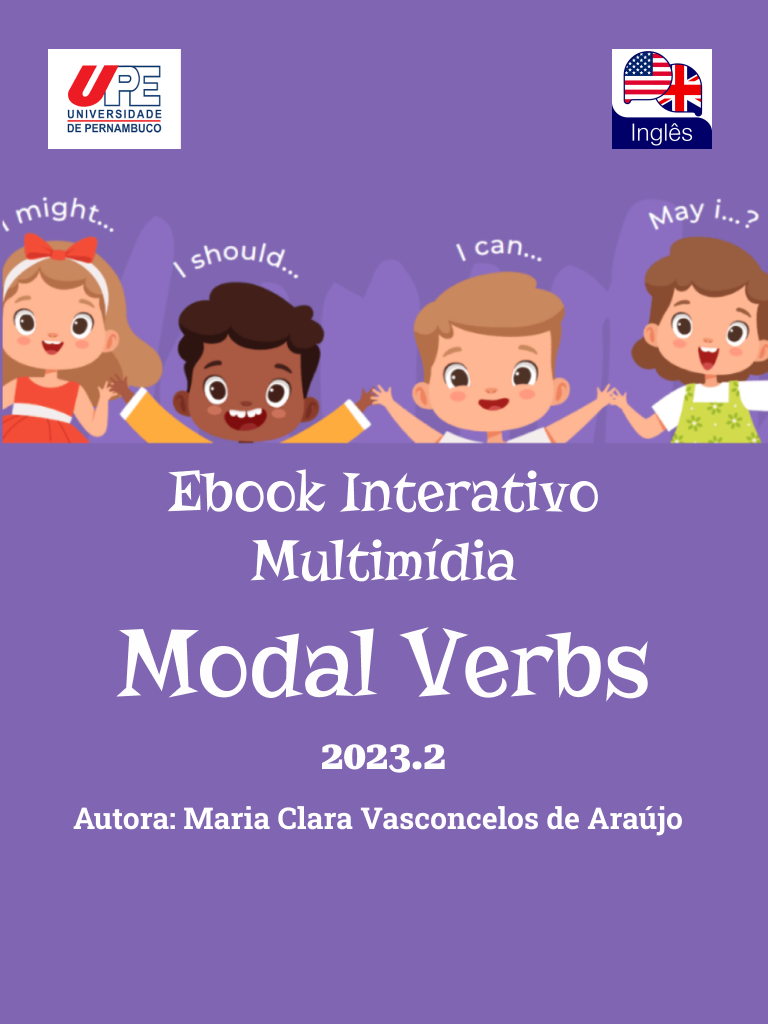 UPE
UNIVERSIDADE
DE PERNAMBUCO
Inglês
I might...
I should...
I can...
May i...?
Ebook Interativo
Multimídia
Modal Verbs
2023.2
Autora: Maria Clara Vasconcelos de Araújo